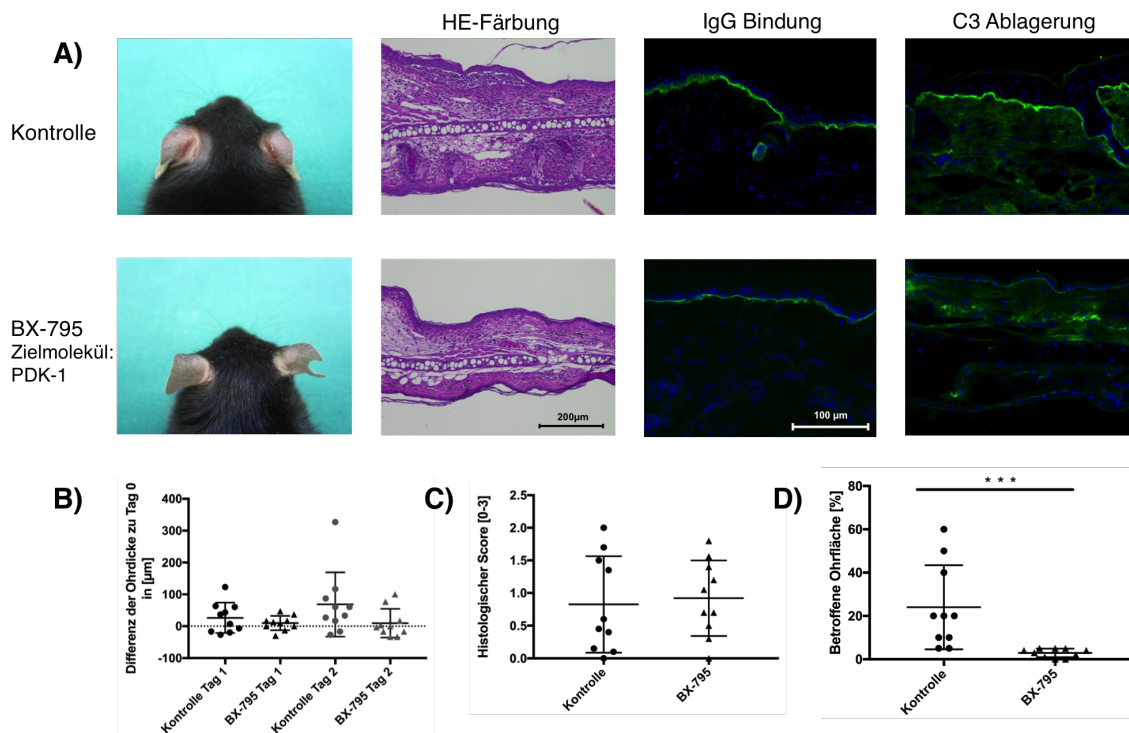 HE-Färbung
IgG Bindung
C3 Ablagerung
A)
Kontrolle
BX-795
Zielmolekül:
PDK-1
200µm
100 µm
B)
Differenz der Ohrdicke zu Tag 0
in [µm]
400
300
200
100
0
-100
Kontrolle Tag 1
BX-795 Tag 1
Kontrolle Tag 2
BX-795 Tag 2
C)
Histologischer Score [0-3]
2.5
2.0
1.5
1.0
0.5
0.0
Kontrolle
BX-795
D)
Betroffene Ohrfläche [%]
80
60
40
20
0
* * *
Kontrolle
BX-795